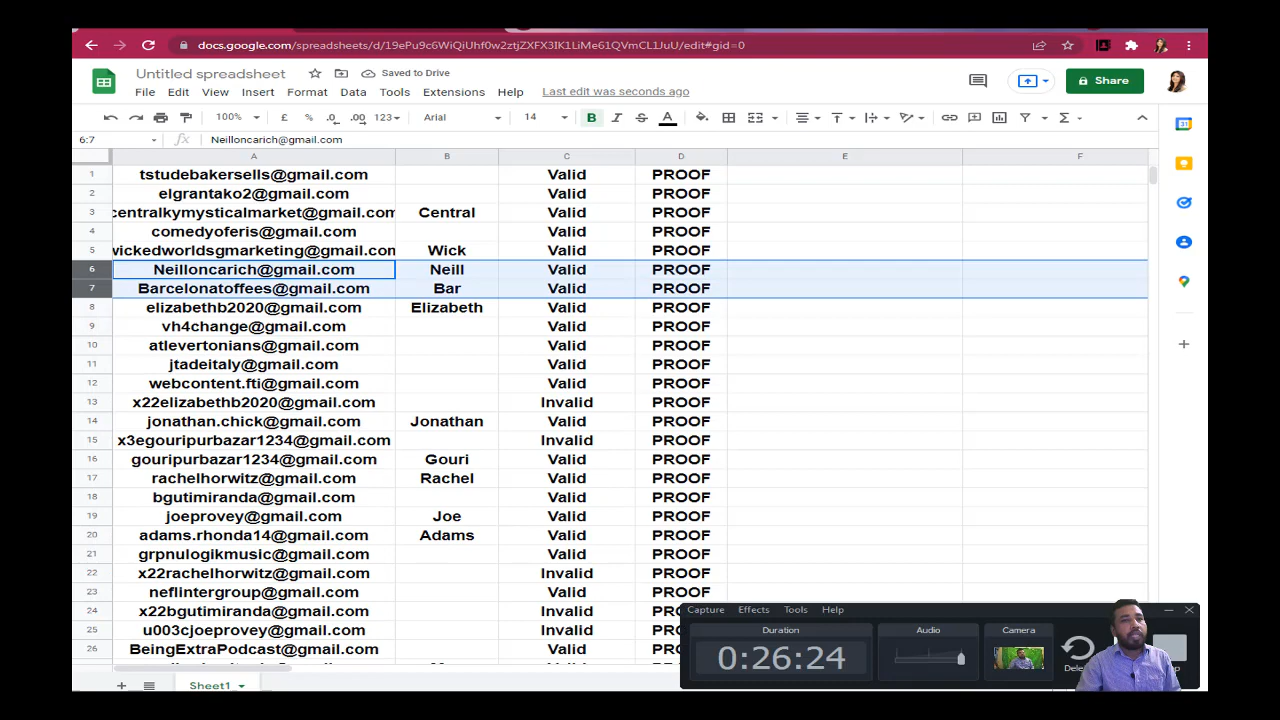 docs.google.com/spreadsheets/d/19ePu9c6WiQiUhf0w2ztjZXFX3IK1LiMe61QVmCL1JuU/edit#gid=0
Untitled spreadsheet Saved to Drive
File Edit View Insert Format Data Tools Extensions Help Last edit was seconds ago
Share
100% £ % .0 .00 123 Arial 14 B I S A
6:7 fx Neilloncarich@gmail.com
A B C D E F
1 tstudebakersells@gmail.com Valid PROOF
2 elgrantako2@gmail.com Valid PROOF
3 centralkymysticalmarket@gmail.com Central Valid PROOF
4 comedyoferis@gmail.com Valid PROOF
5 wickedworldsgmarketing@gmail.com Wick Valid PROOF
6 Neilloncarich@gmail.com Neill Valid PROOF
7 Barcelonatoffees@gmail.com Bar Valid PROOF
8 elizabethb2020@gmail.com Elizabeth Valid PROOF
9 vh4change@gmail.com Valid PROOF
10 atlevertonians@gmail.com Valid PROOF
11 jtadeitaly@gmail.com Valid PROOF
12 webcontent.fti@gmail.com Valid PROOF
13 x22elizabethb2020@gmail.com Invalid PROOF
14 jonathan.chick@gmail.com Jonathan Valid PROOF
15 x3egouripurbazar1234@gmail.com Invalid PROOF
16 gouripurbazar1234@gmail.com Gouri Valid PROOF
17 rachelhorwitz@gmail.com Rachel Valid PROOF
18 bgutimiranda@gmail.com Valid PROOF
19 joeprovey@gmail.com Joe Valid PROOF
20 adams.rhonda14@gmail.com Adams Valid PROOF
21 grpnulogikmusic@gmail.com Valid PROOF
22 x22rachelhorwitz@gmail.com Invalid PROOF
23 neflintergroup@gmail.com Valid PROOF
24 x22bgutimiranda@gmail.com Invalid
25 u003cjoeprovey@gmail.com Invalid
26 BeingExtraPodcast@gmail.com Valid
Capture Effects Tools Help
Duration Audio Camera
0:26:24
Sheet1